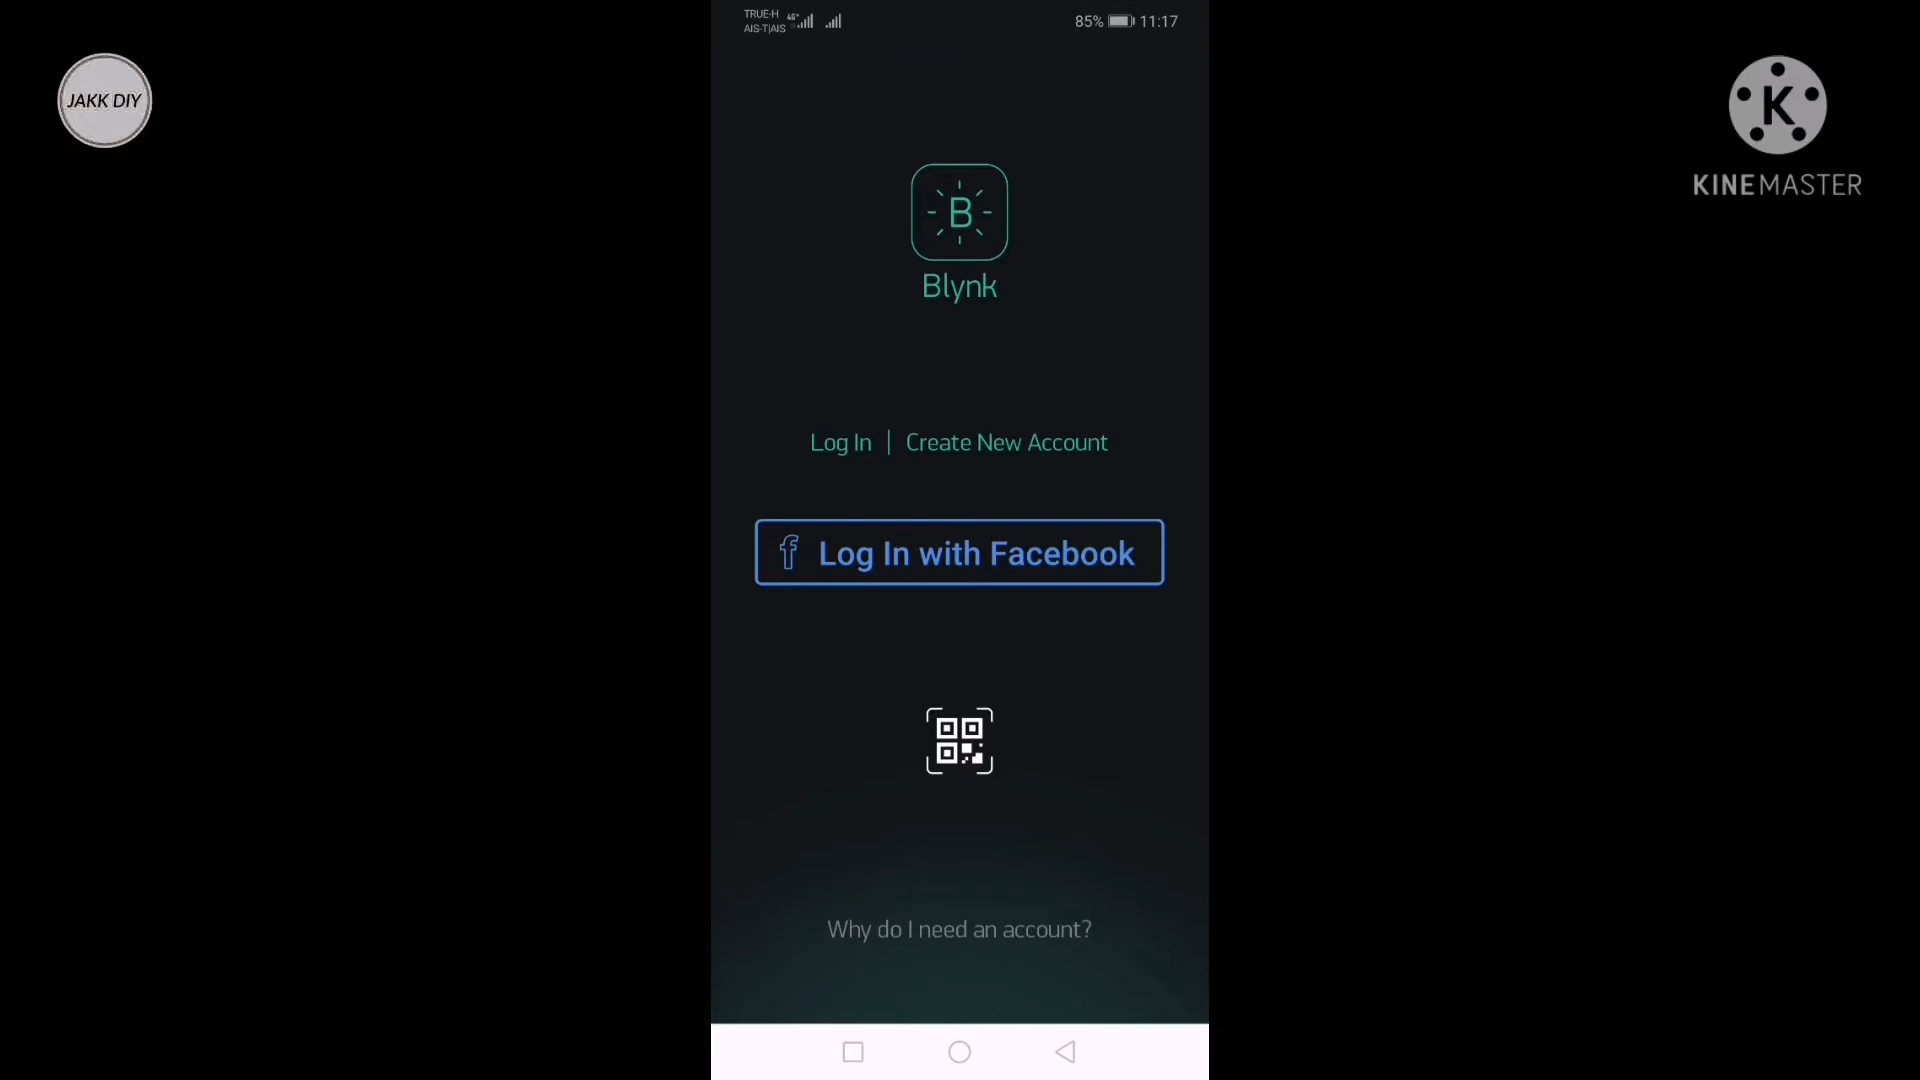 TRUE-H 4G+
AIS-T|AIS
85% 11:17
JAKK DIY
K
KINEMASTER
B
Blynk
Log In | Create New Account
f Log In with Facebook
Why do I need an account?